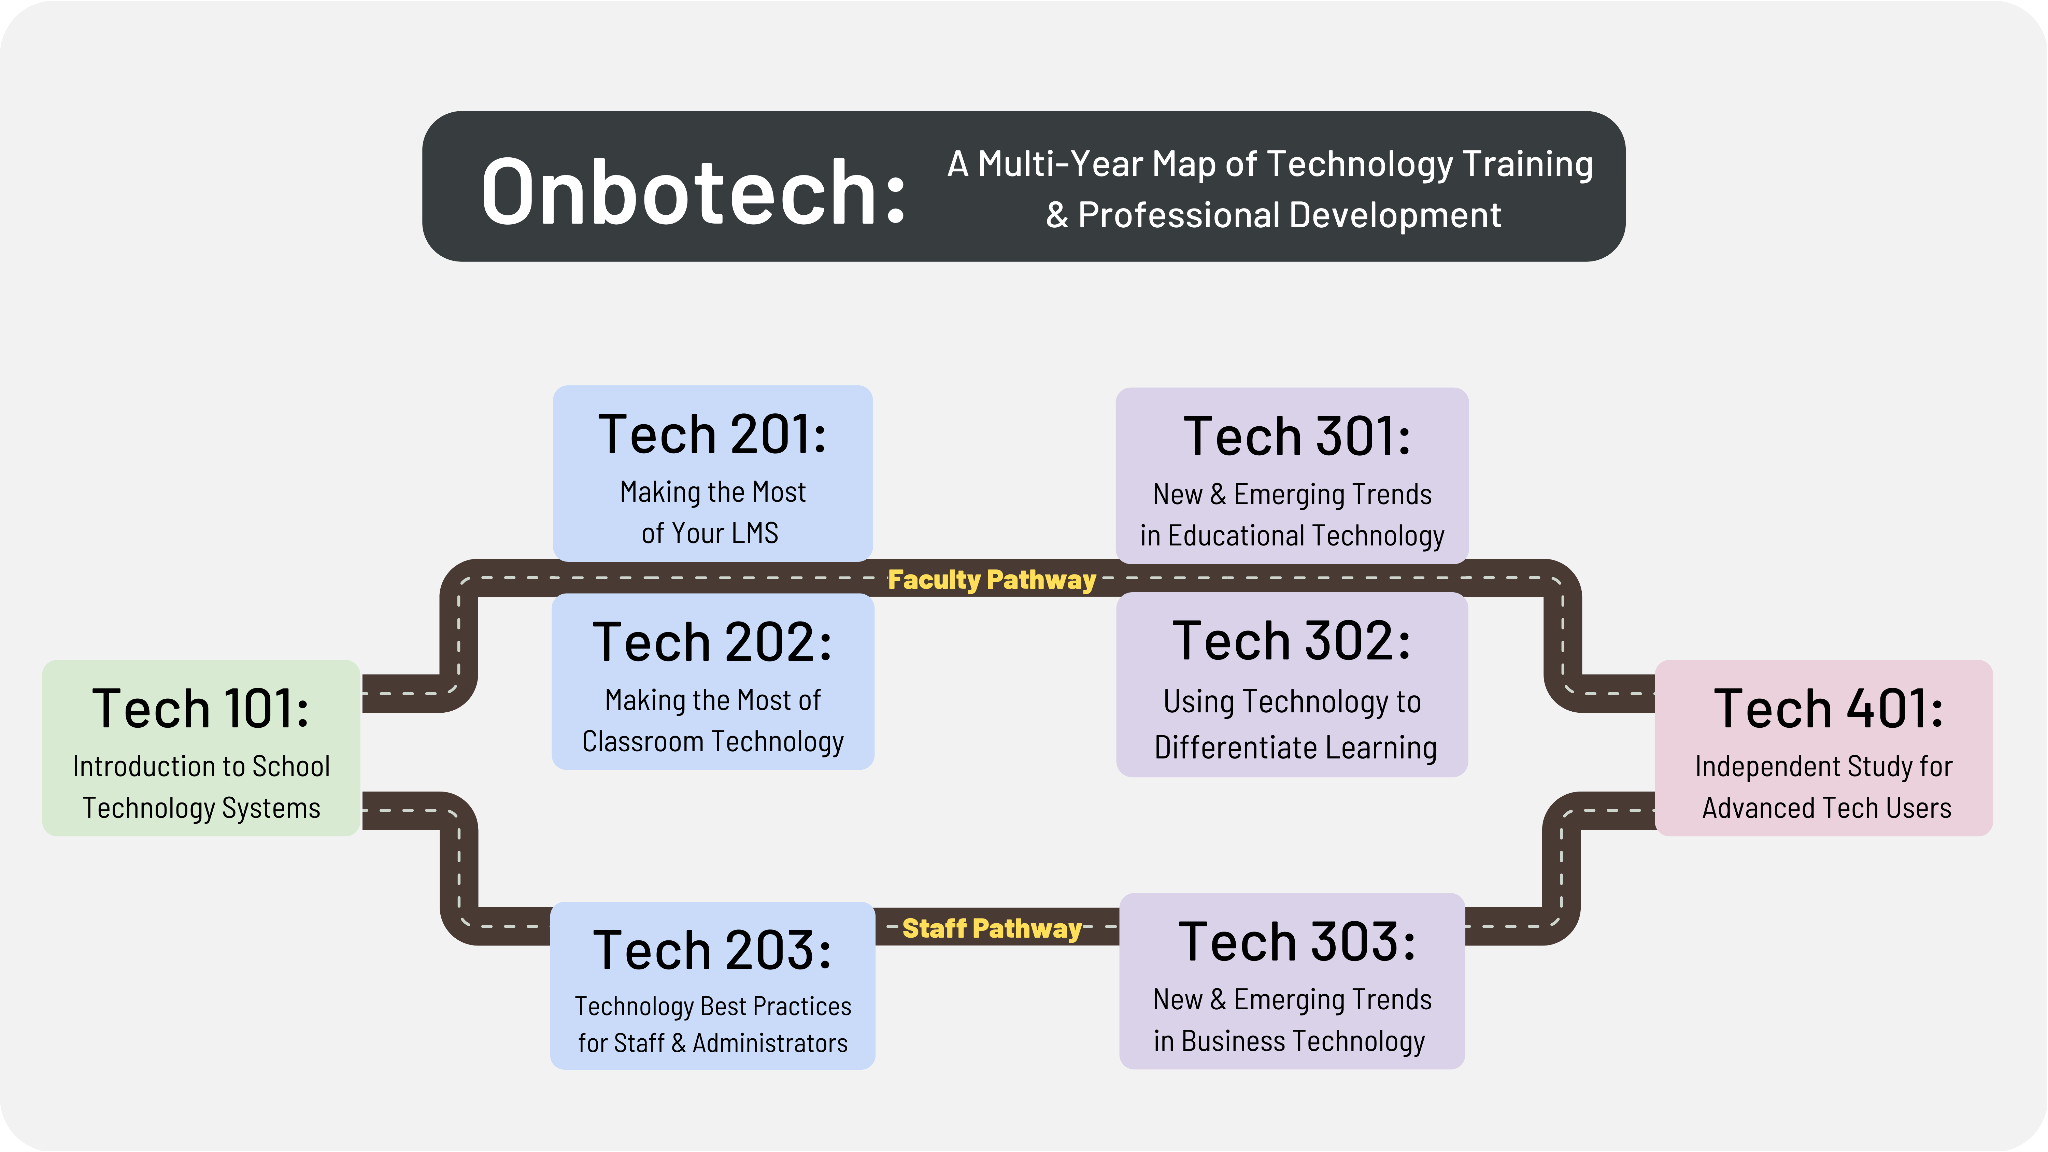 Onbotech:
A Multi-Year Map of Technology Training
& Professional Development
Tech 101:
Introduction to School
Technology Systems
Tech 201:
Making the Most
of Your LMS
Faculty Pathway
Tech 202:
Making the Most of
Classroom Technology
Tech 301:
New & Emerging Trends
in Educational Technology
Tech 302:
Using Technology to
Differentiate Learning
Tech 203:
Technology Best Practices
for Staff & Administrators
Staff Pathway
Tech 303:
New & Emerging Trends
in Business Technology
Tech 401:
Independent Study for
Advanced Tech Users